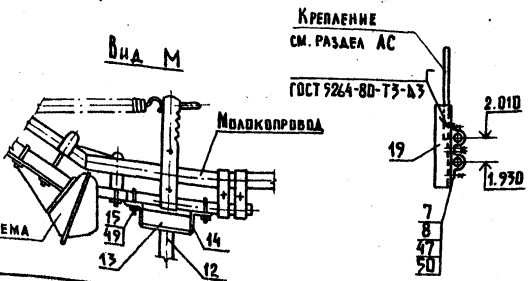 Вид М
Крепление
см. раздел АС
ГОСТ 5264-80-Т3-Δ3
Молокопровод
2.010
19
1.930
ЕМА
15
49
13
14
12
7
8
47
50